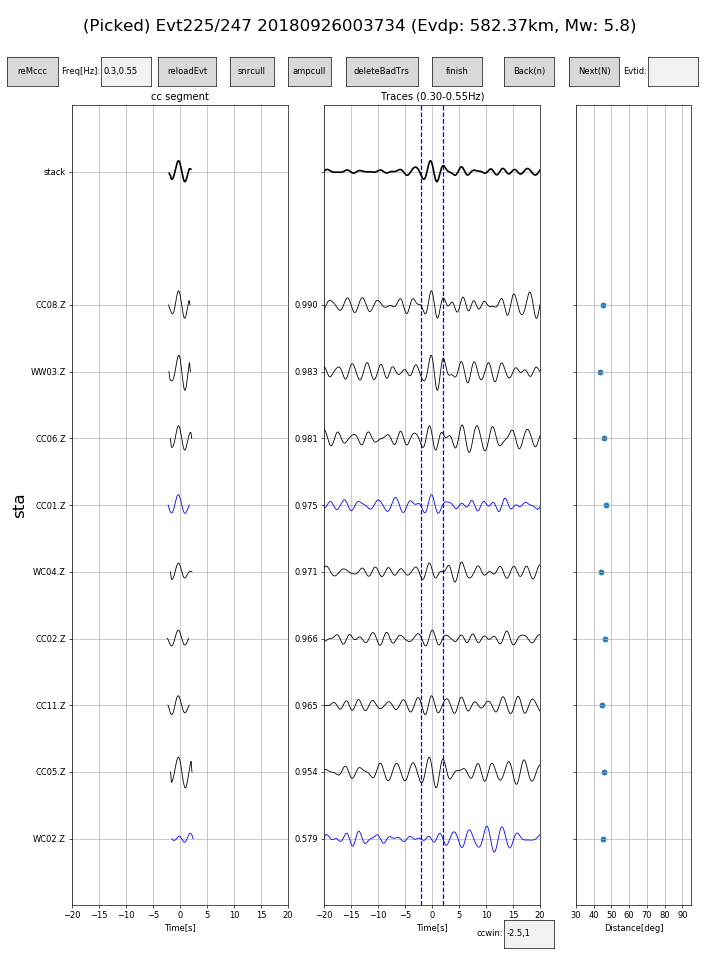 (Picked) Evt225/247 20180926003734 (Evdp: 582.37km, Mw: 5.8)
reMccc Freq[Hz]: 0.3,0.55 reloadEvt snrcull ampcull deleteBadTrs finish Back(n) Next(N) Evtid:
cc segment Traces (0.30-0.55Hz)
stack
CC08.Z 0.990
WW03.Z 0.983
CC06.Z 0.981
CC01.Z 0.975
sta
WC04.Z 0.971
CC02.Z 0.966
CC11.Z 0.965
CC05.Z 0.954
WC02.Z 0.579
−20 −15 −10 −5 0 5 10 15 20 −20 −15 −10 −5 0 5 10 15 20 30 40 50 60 70 80 90
Time[s] Time[s] Distance[deg]
ccwin: -2.5,1